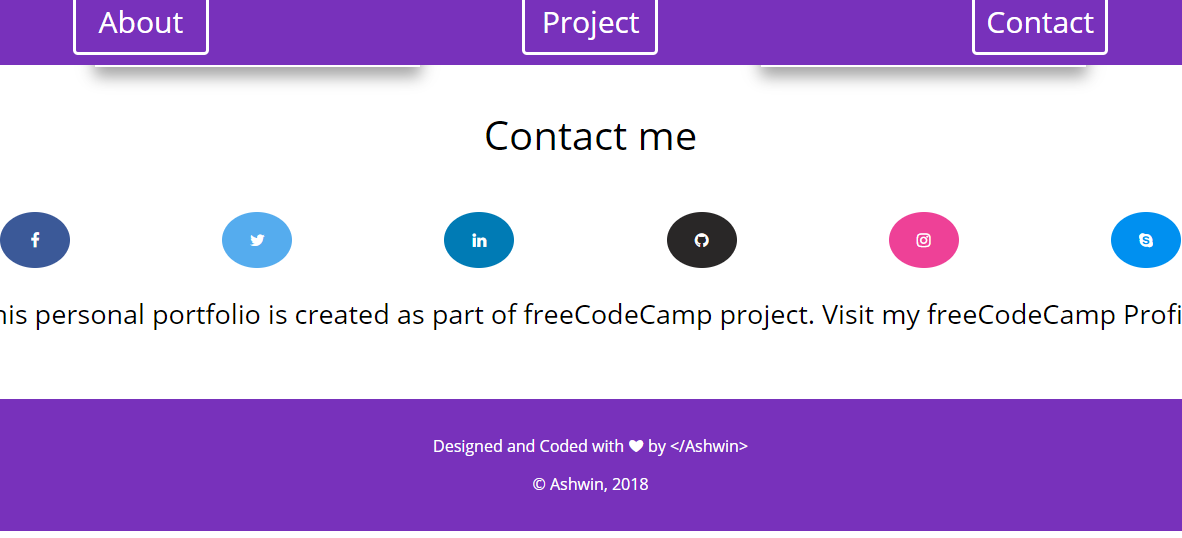 About
Project
Contact
Contact me
his personal portfolio is created as part of freeCodeCamp project. Visit my freeCodeCamp Profi
Designed and Coded with ♥ by </Ashwin>
© Ashwin, 2018